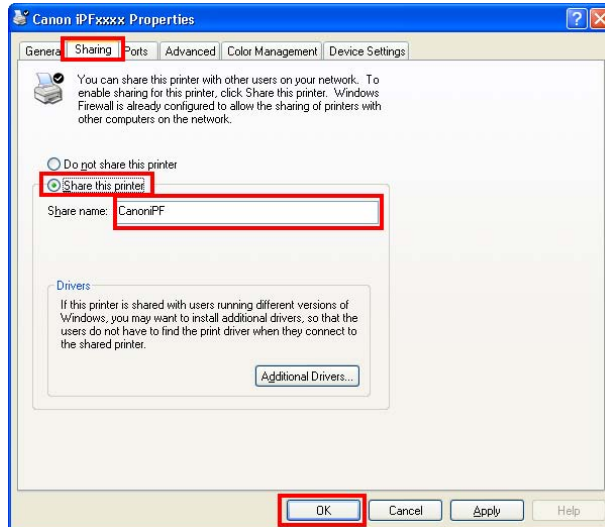 Canon iPFxxxx Properties
General Sharing Ports Advanced Color Management Device Settings
You can share this printer with other users on your network. To
enable sharing for this printer, click Share this printer. Windows
Firewall is already configured to allow the sharing of printers with
other computers on the network.
Do not share this printer
Share this printer
Share name: CanoniPF
Drivers
If this printer is shared with users running different versions of
Windows, you may want to install additional drivers, so that the
users do not have to find the print driver when they connect to
the shared printer.
Additional Drivers...
OK Cancel Apply Help